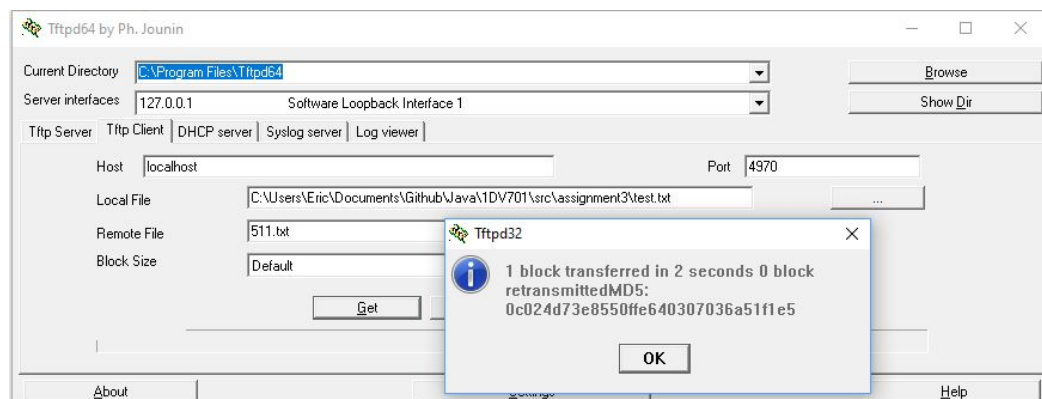 Tftpd64 by Ph. Jounin
Current Directory C:\Program Files\Tftpd64 Browse
Server interfaces 127.0.0.1 Software Loopback Interface 1 Show Dir
Tftp Server Tftp Client DHCP server Syslog server Log viewer
Host localhost Port 4970
Local File C:\Users\Eric\Documents\Github\Java\1DV701\src\assignment3\test.txt ...
Remote File 511.txt
Block Size Default
Get
Tftpd32
1 block transferred in 2 seconds 0 block
retransmittedMD5:
0c024d73e8550ffe640307036a51f1e5
OK
About Settings Help